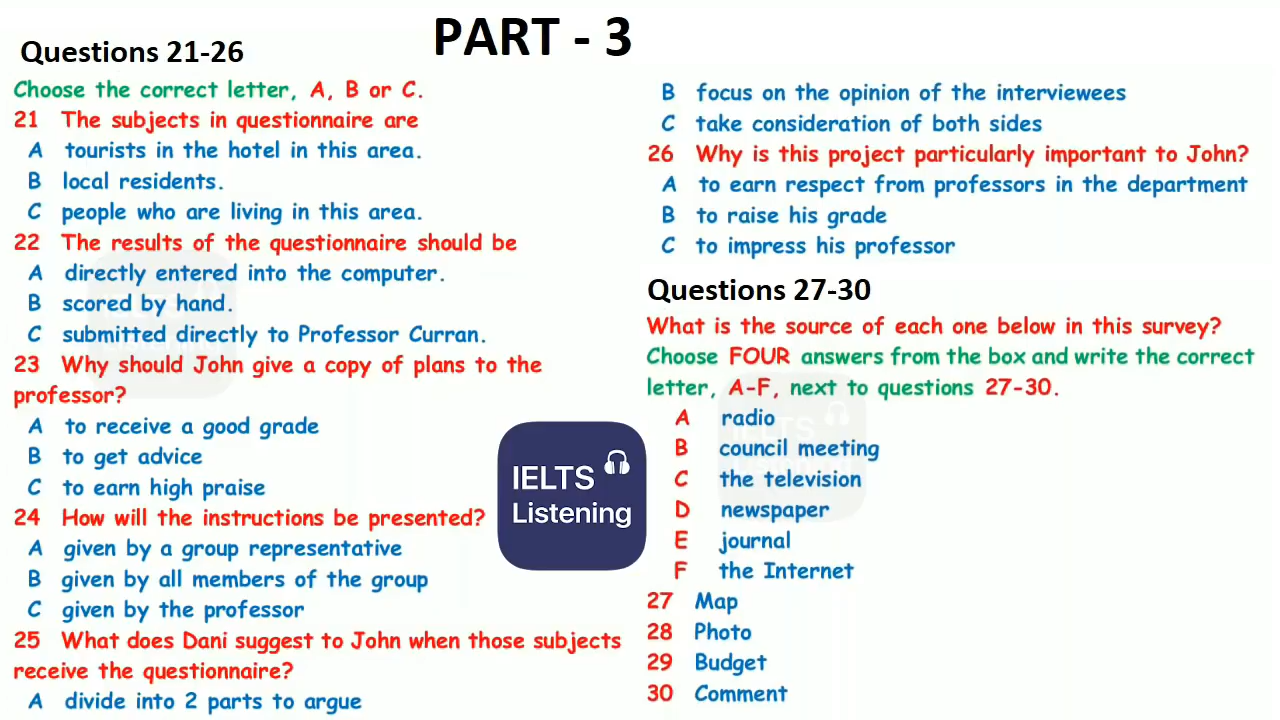 PART - 3
Questions 21-26
Choose the correct letter, A, B or C.
21 The subjects in questionnaire are
A tourists in the hotel in this area.
B local residents.
C people who are living in this area.
22 The results of the questionnaire should be
A directly entered into the computer.
B scored by hand.
C submitted directly to Professor Curran.
23 Why should John give a copy of plans to the
professor?
A to receive a good grade
B to get advice
C to earn high praise
24 How will the instructions be presented?
A given by a group representative
B given by all members of the group
C given by the professor
25 What does Dani suggest to John when those subjects
receive the questionnaire?
A divide into 2 parts to argue
B focus on the opinion of the interviewees
C take consideration of both sides
26 Why is this project particularly important to John?
A to earn respect from professors in the department
B to raise his grade
C to impress his professor
Questions 27-30
What is the source of each one below in this survey?
Choose FOUR answers from the box and write the correct
letter, A-F, next to questions 27-30.
A radio
B council meeting
C the television
D newspaper
E journal
F the Internet
27 Map
28 Photo
29 Budget
30 Comment
IELTS
Listening